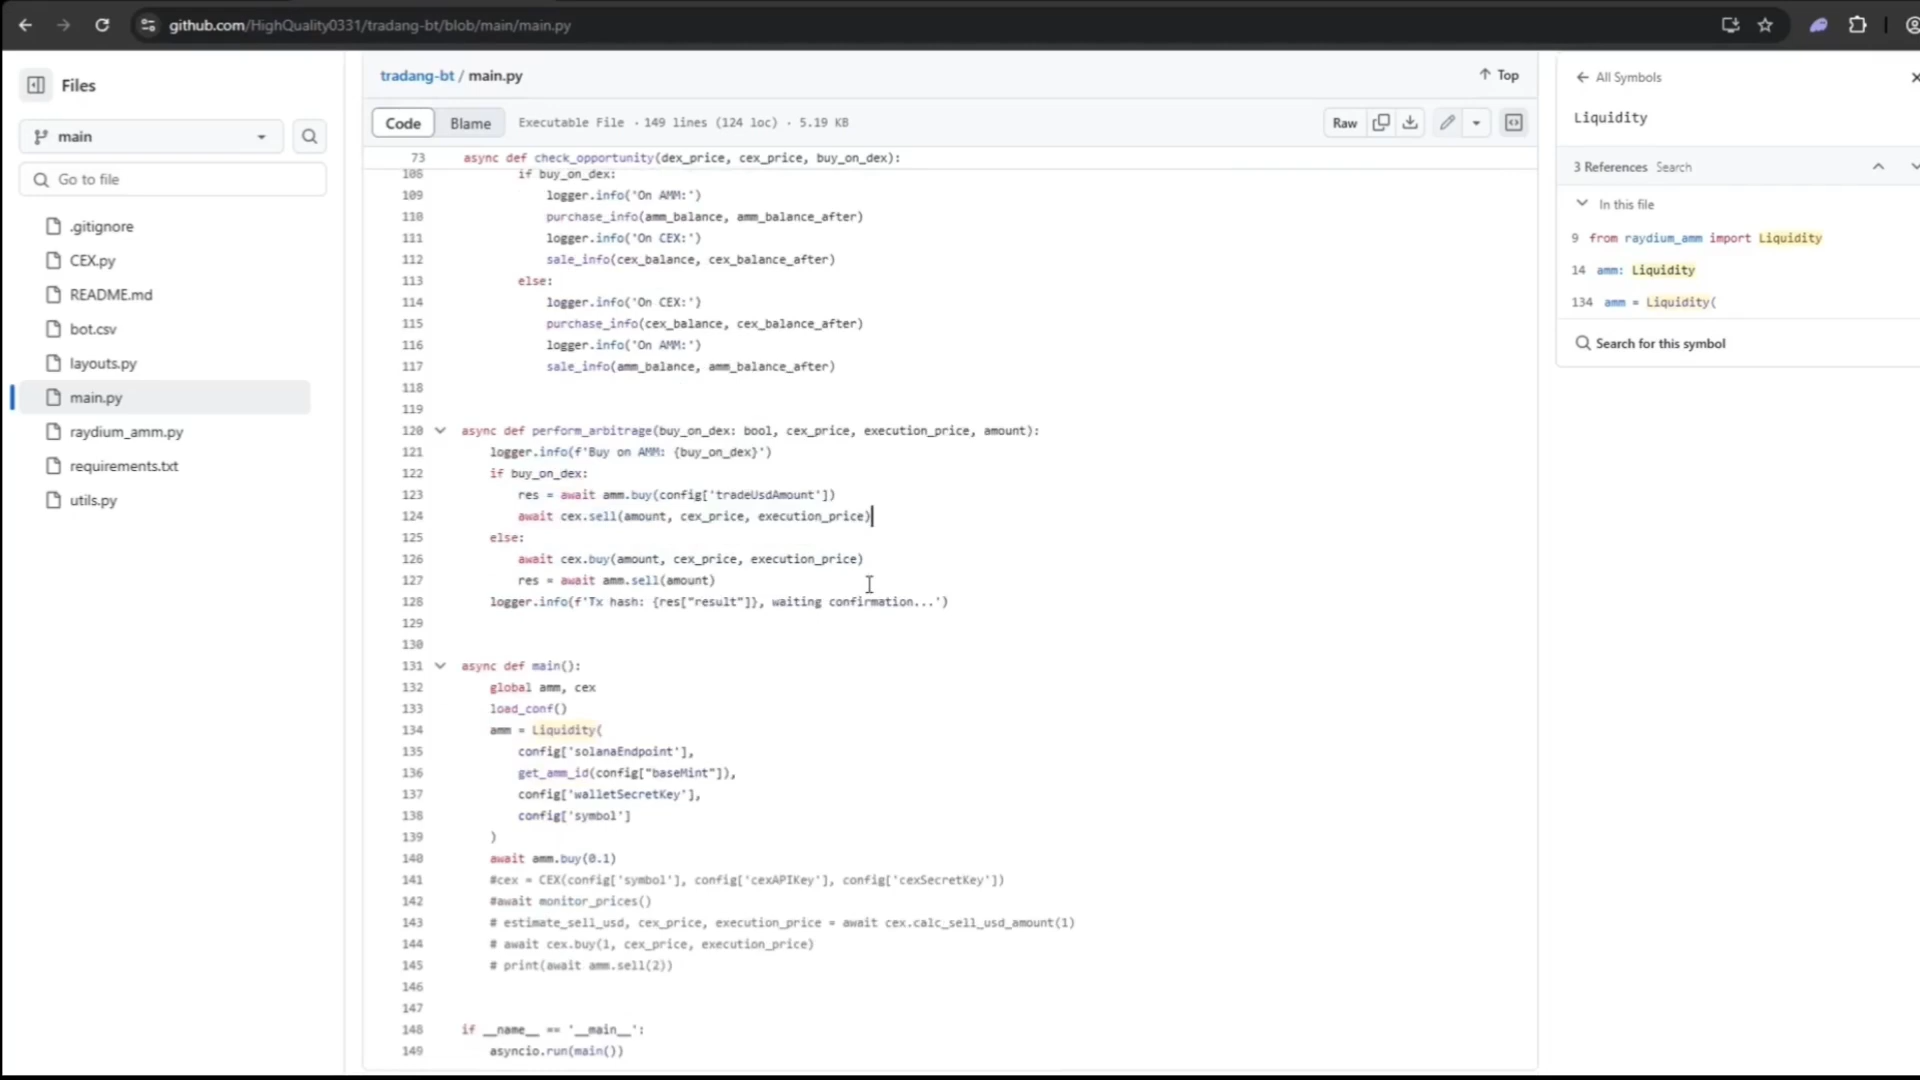 github.com/HighQuality0331/tradang-bt/blob/main/main.py
Files
main
Go to file
.gitignore
CEX.py
README.md
bot.csv
layouts.py
main.py
raydium_amm.py
requirements.txt
utils.py
tradang-bt / main.py
Top
Code Blame Executable File · 149 lines (124 loc) · 5.19 KB Raw
73 async def check_opportunity(dex_price, cex_price, buy_on_dex):
108 if buy_on_dex:
109 logger.info('On AMM:')
110 purchase_info(amm_balance, amm_balance_after)
111 logger.info('On CEX:')
112 sale_info(cex_balance, cex_balance_after)
113 else:
114 logger.info('On CEX:')
115 purchase_info(cex_balance, cex_balance_after)
116 logger.info('On AMM:')
117 sale_info(amm_balance, amm_balance_after)
118
119
120 async def perform_arbitrage(buy_on_dex: bool, cex_price, execution_price, amount):
121 logger.info(f'Buy on AMM: {buy_on_dex}')
122 if buy_on_dex:
123 res = await amm.buy(config['tradeUsdAmount'])
124 await cex.sell(amount, cex_price, execution_price)
125 else:
126 await cex.buy(amount, cex_price, execution_price)
127 res = await amm.sell(amount)
128 logger.info(f'Tx hash: {res["result"]}, waiting confirmation...')
129
130
131 async def main():
132 global amm, cex
133 load_conf()
134 amm = Liquidity(
135 config['solanaEndpoint'],
136 get_amm_id(config["baseMint"]),
137 config['walletSecretKey'],
138 config['symbol']
139 )
140 await amm.buy(0.1)
141 #cex = CEX(config['symbol'], config['cexAPIKey'], config['cexSecretKey'])
142 #await monitor_prices()
143 # estimate_sell_usd, cex_price, execution_price = await cex.calc_sell_usd_amount(1)
144 # await cex.buy(1, cex_price, execution_price)
145 # print(await amm.sell(2))
146
147
148 if __name__ == '__main__':
149 asyncio.run(main())
All Symbols
Liquidity
3 References Search
In this file
9 from raydium_amm import Liquidity
14 amm: Liquidity
134 amm = Liquidity(
Search for this symbol